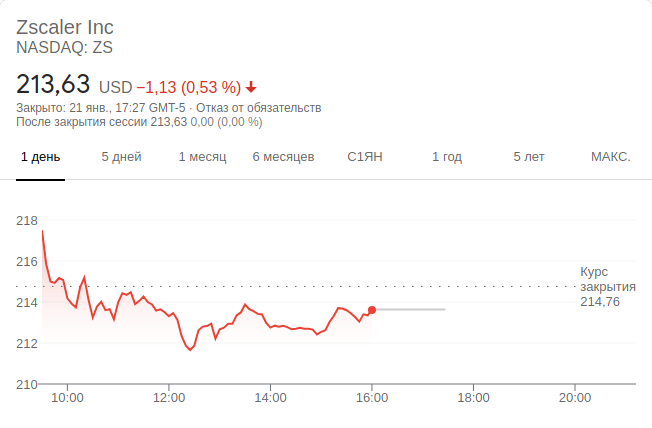 Zscaler Inc
NASDAQ: ZS
213,63 USD −1,13 (0,53 %)
Закрыто: 21 янв., 17:27 GMT-5 · Отказ от обязательств
После закрытия сессии 213,63 0,00 (0,00 %)
1 день 5 дней 1 месяц 6 месяцев С1ЯН 1 год 5 лет МАКС.
218
216
Курс
закрытия
214,76
214
212
210
10:00 12:00 14:00 16:00 18:00 20:00